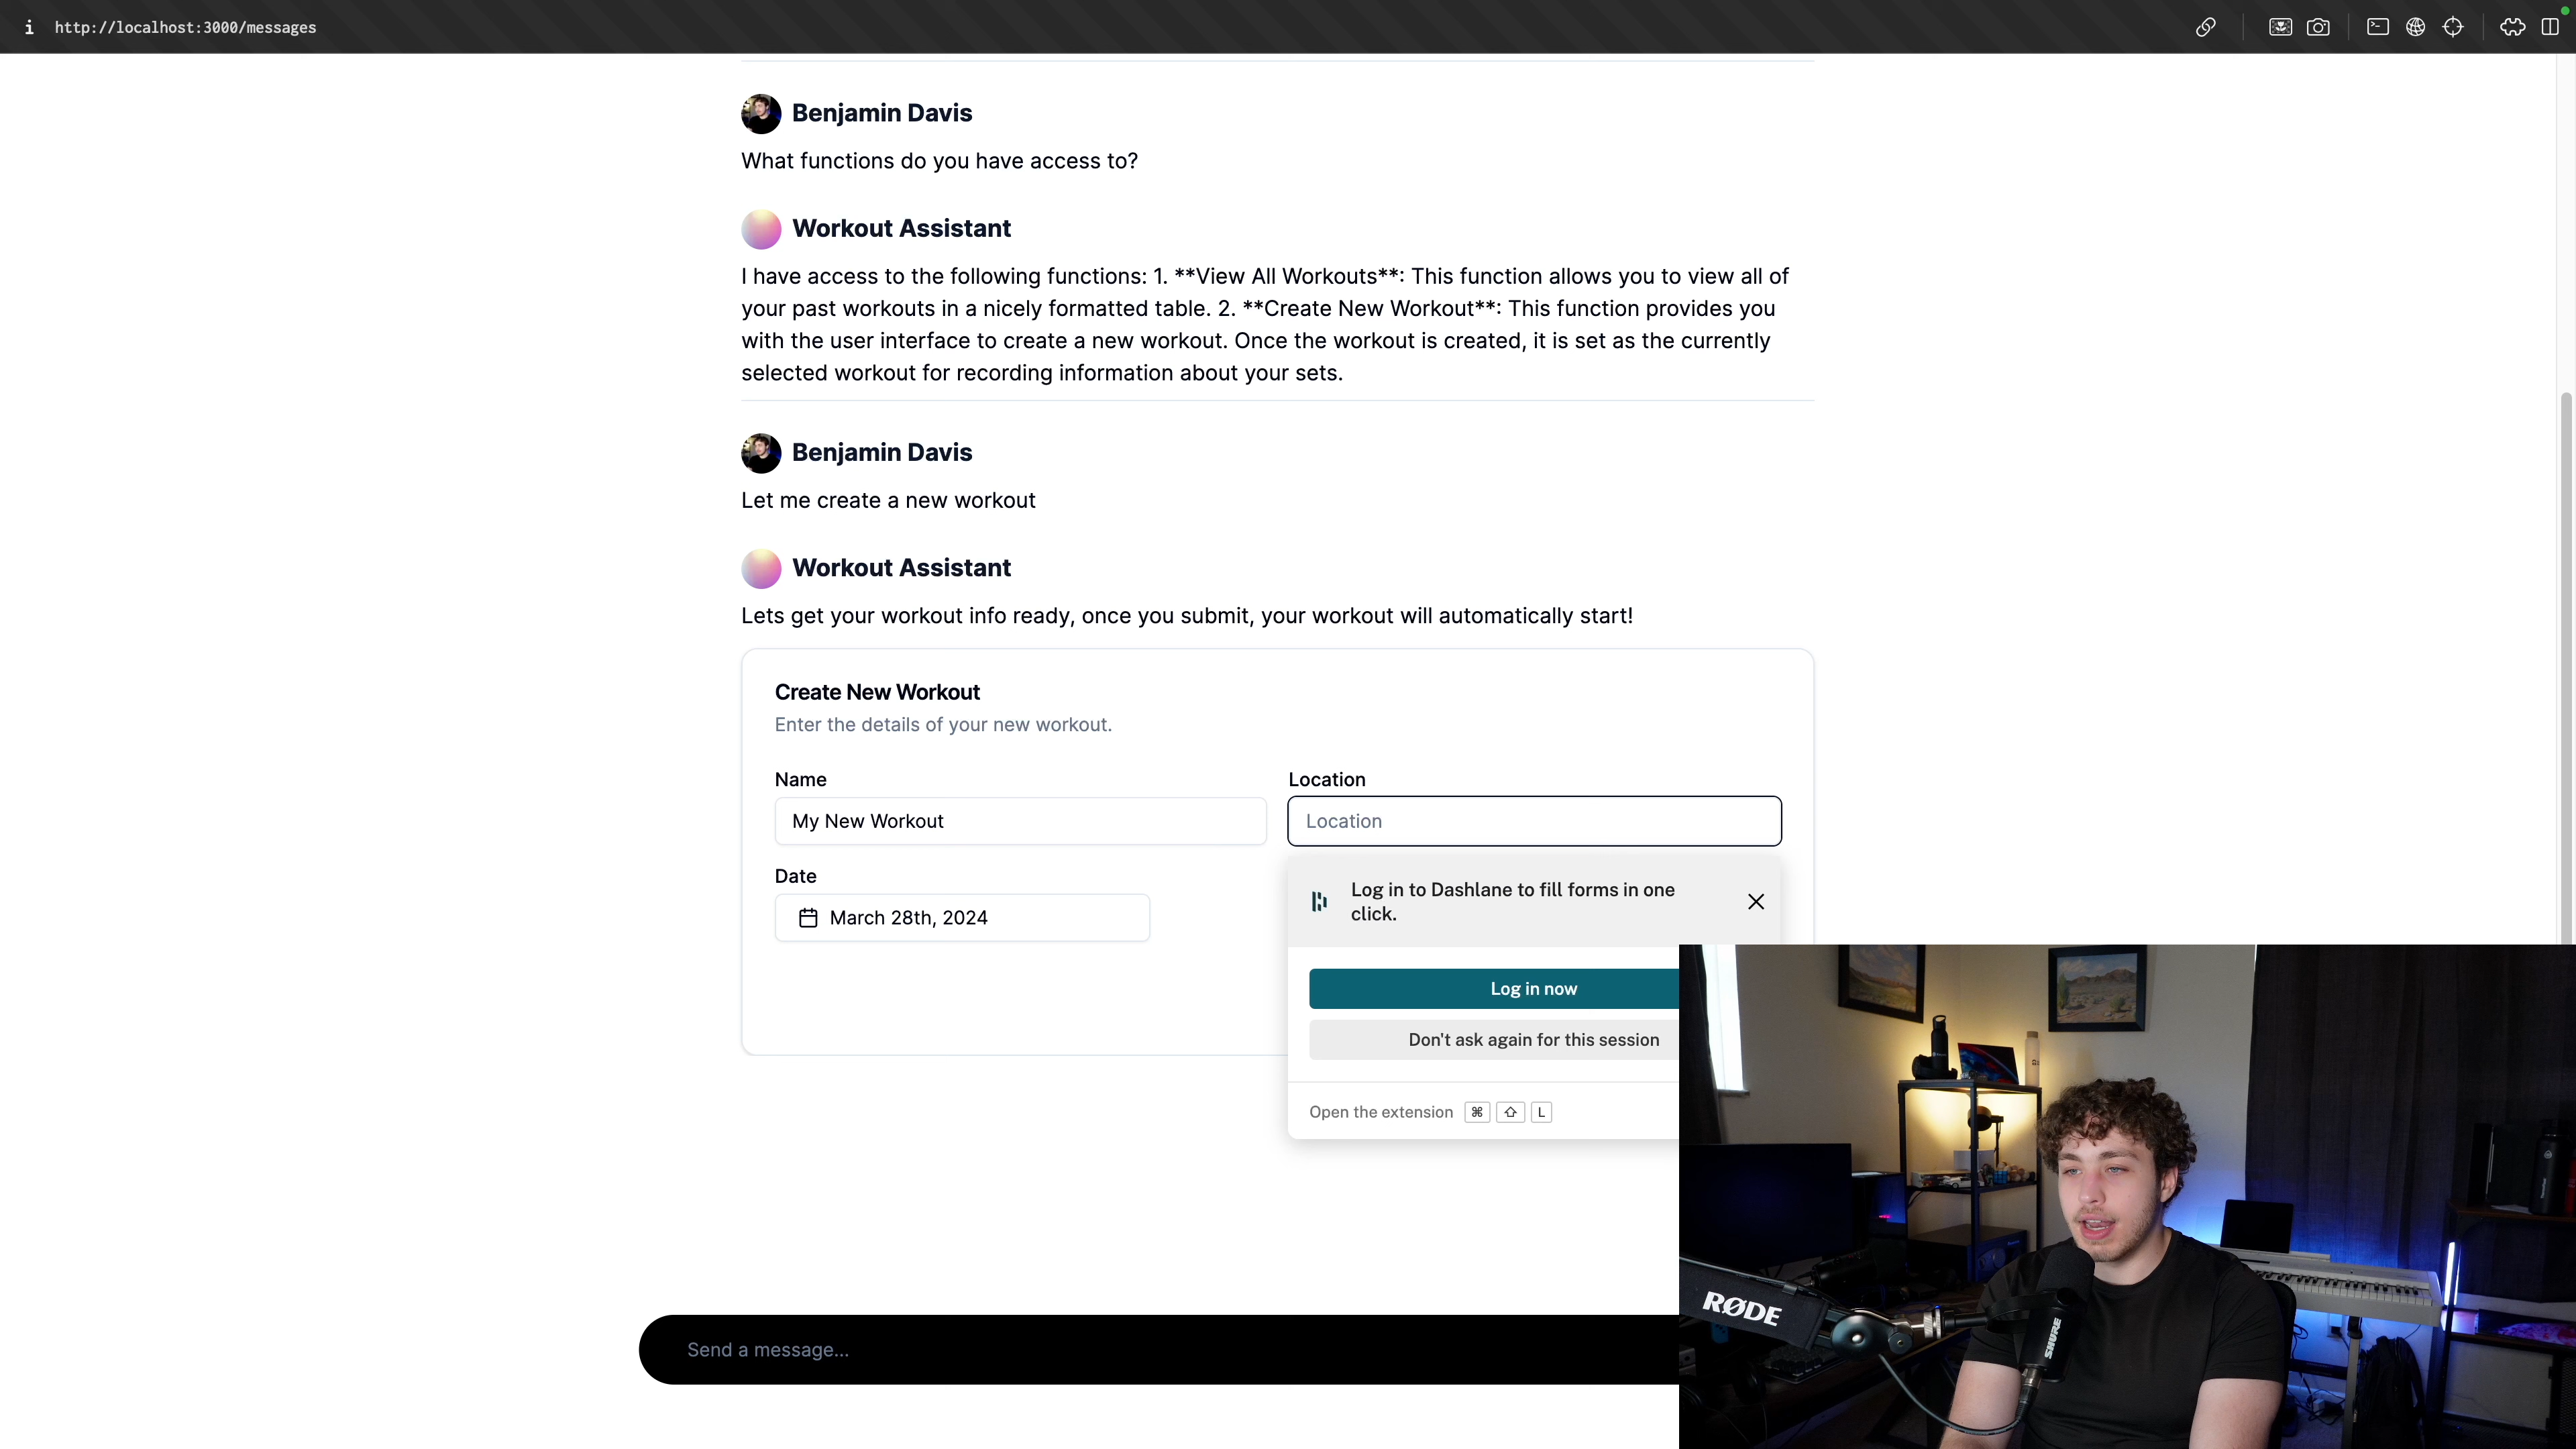 i http://localhost:3000/messages
Benjamin Davis
What functions do you have access to?
Workout Assistant
I have access to the following functions: 1. **View All Workouts**: This function allows you to view all of
your past workouts in a nicely formatted table. 2. **Create New Workout**: This function provides you
with the user interface to create a new workout. Once the workout is created, it is set as the currently
selected workout for recording information about your sets.
Benjamin Davis
Let me create a new workout
Workout Assistant
Lets get your workout info ready, once you submit, your workout will automatically start!
Create New Workout
Enter the details of your new workout.
Name
My New Workout
Location
Location
Date
March 28th, 2024
Log in to Dashlane to fill forms in one
click.
Log in now
Don't ask again for this session
Open the extension ⌘ ⇧ L
Send a message...
RØDE
SHURE